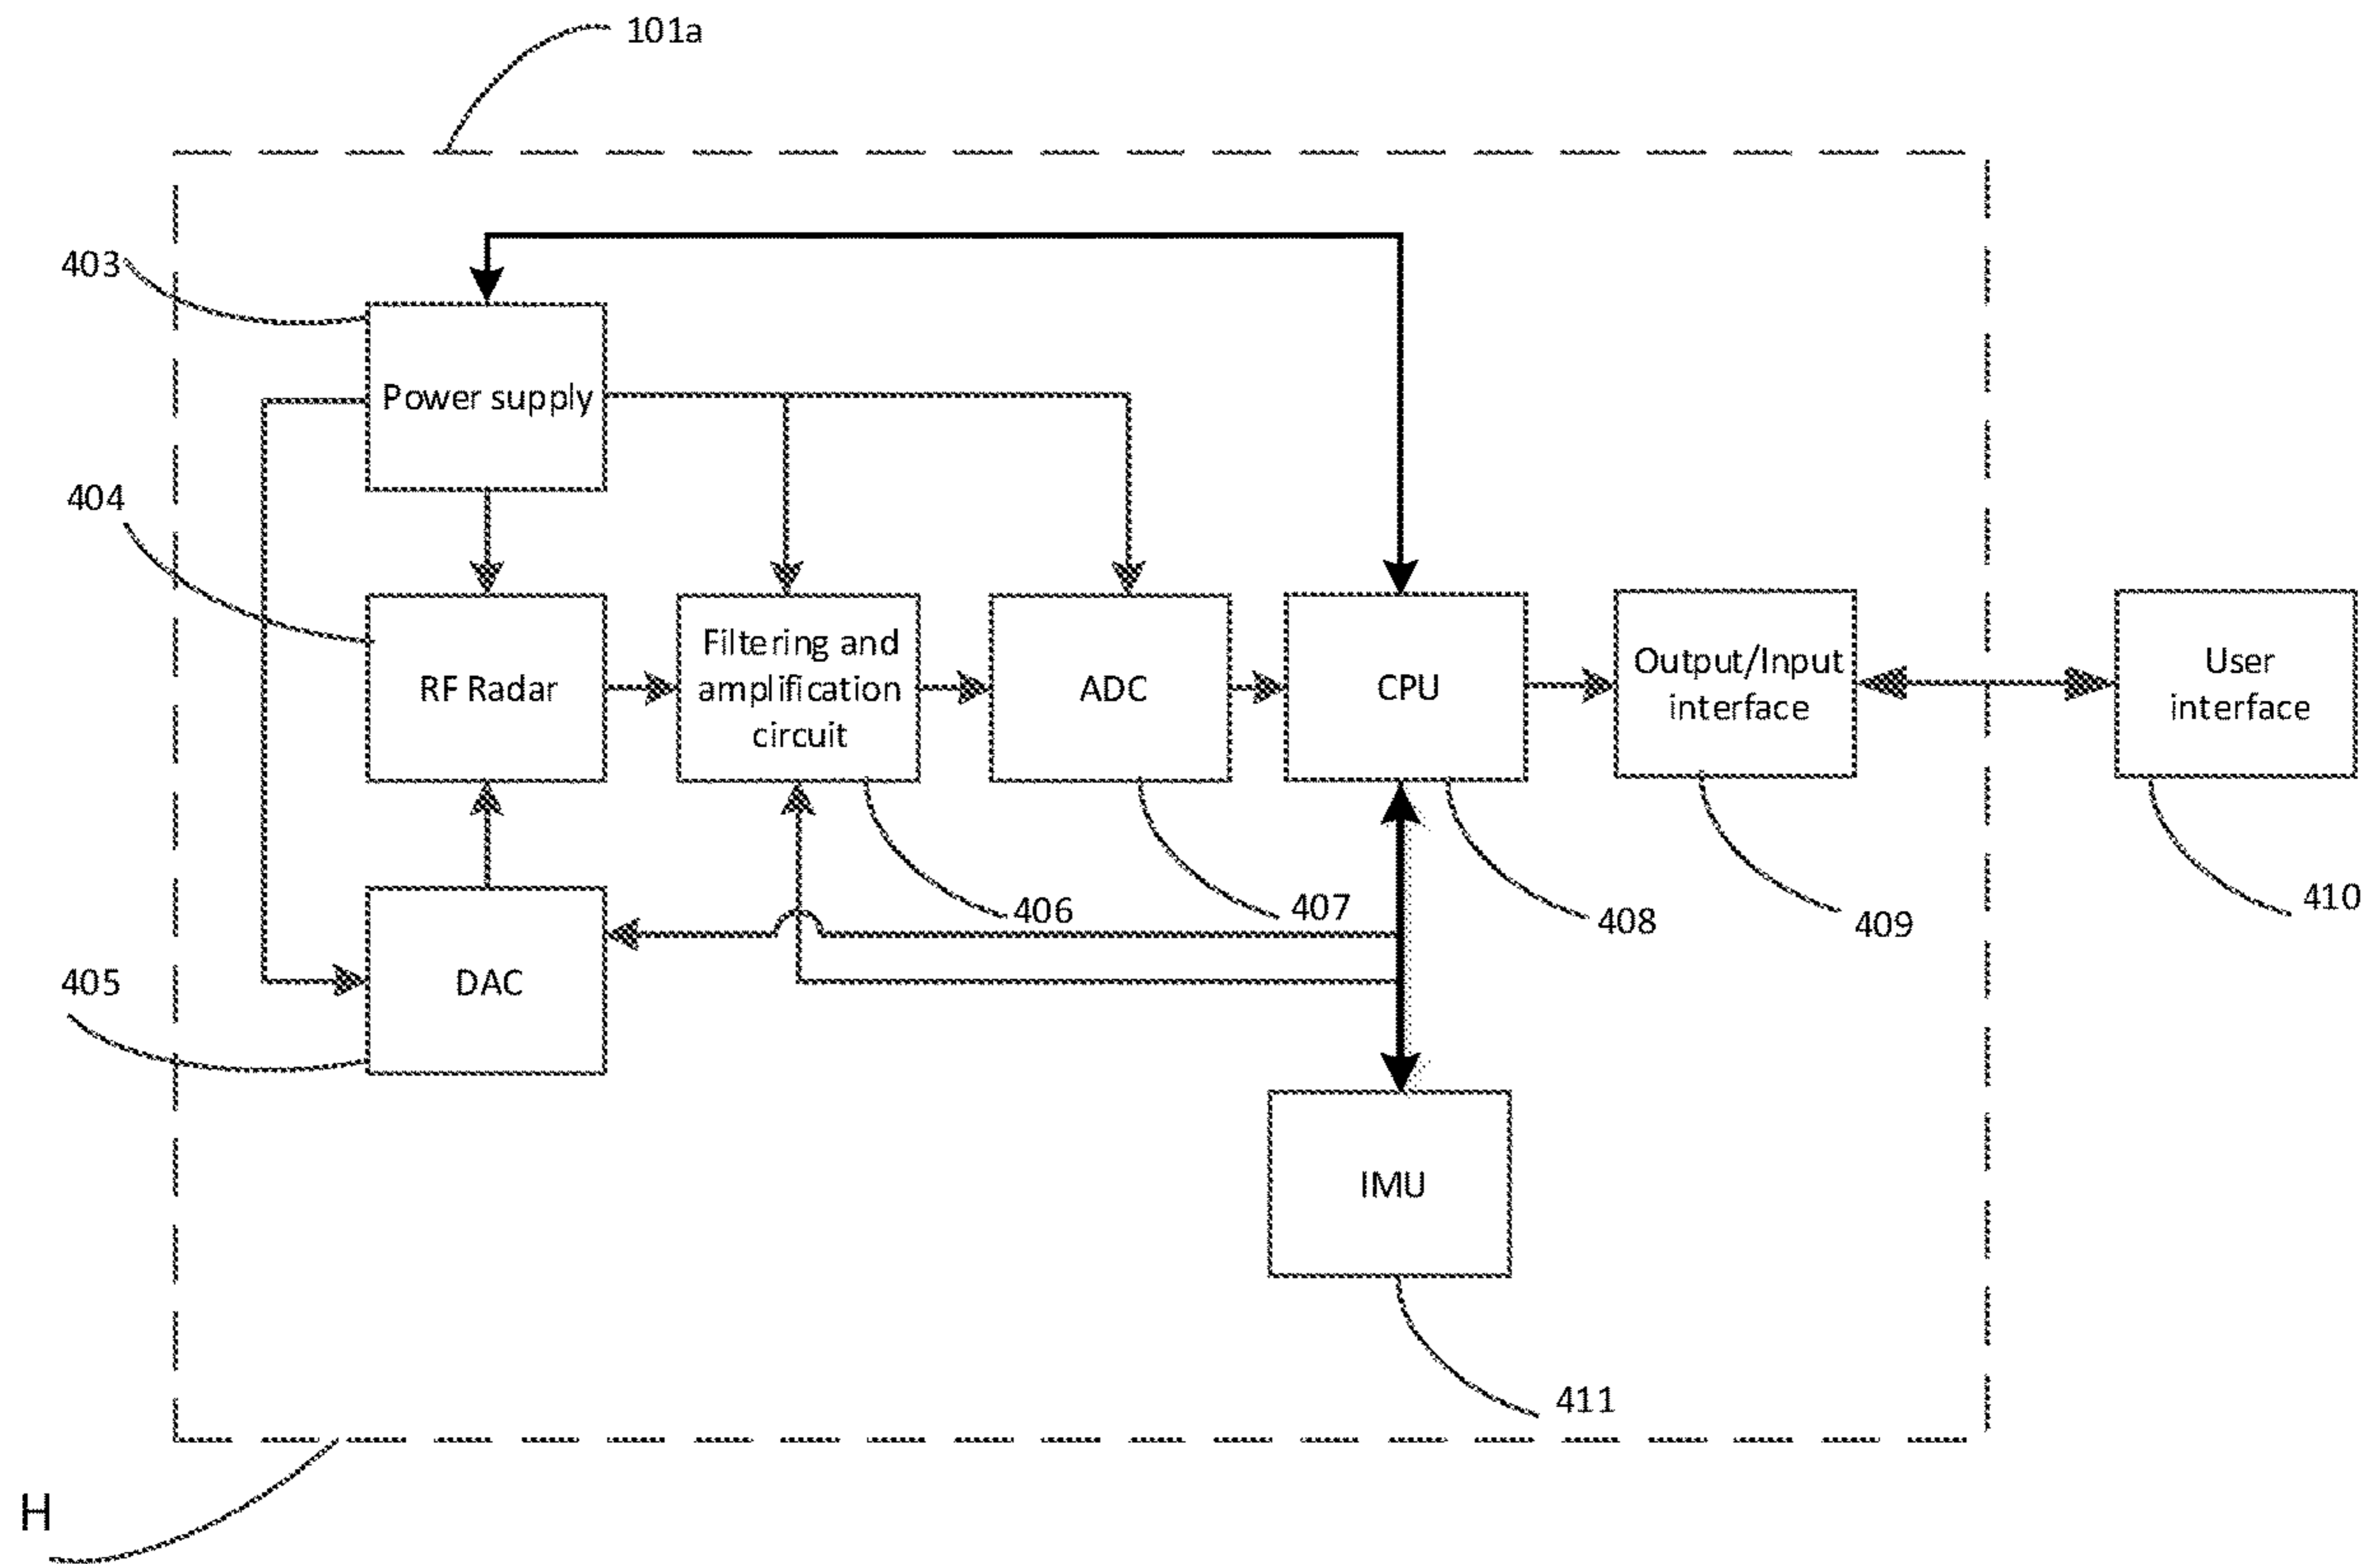 101a
403
Power supply
404
RF Radar
Filtering and
amplification
circuit
ADC
CPU
Output/Input
interface
User
interface
406
407
408
409
410
405
DAC
IMU
411
H